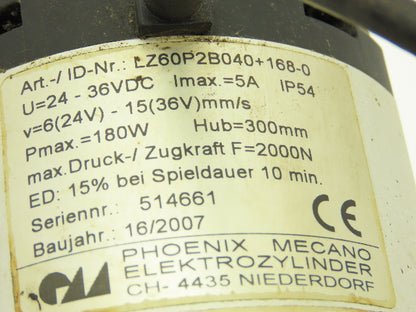 Art.-/ ID-Nr.: LZ60P2B040+168-0
U=24 - 36VDC Imax.=5A IP54
v=6(24V) - 15(36V)mm/s
Pmax.=180W Hub=300mm
max.Druck-/ Zugkraft F=2000N
ED: 15% bei Spieldauer 10 min.
Seriennr.: 514661
Baujahr.: 16/2007
CE
PHOENIX MECANO
ELEKTROZYLINDER
CH- 4435 NIEDERDORF